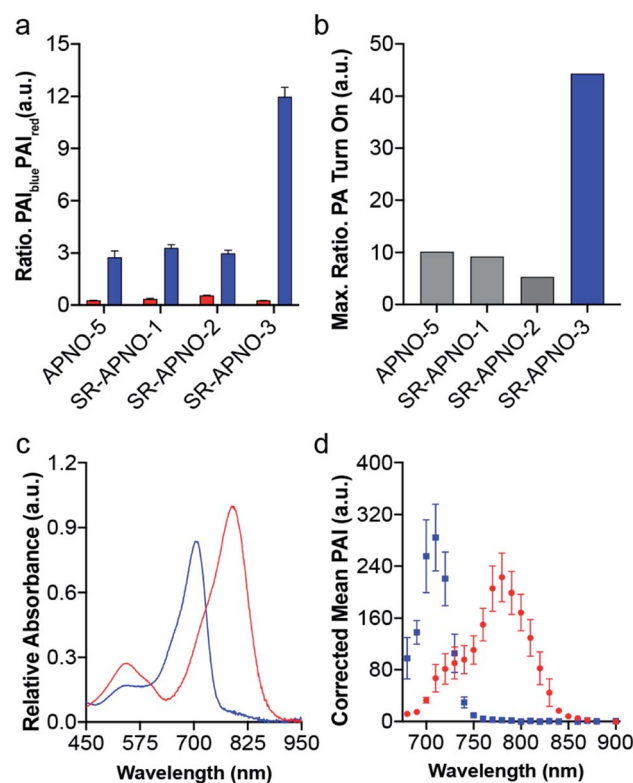 a
Ratio. PAI_blue PAI_red (a.u.)
15
12
9
6
3
0
APNO-5
SR-APNO-1
SR-APNO-2
SR-APNO-3
b
Max. Ratio. PA Turn On (a.u.)
50
40
30
20
10
0
APNO-5
SR-APNO-1
SR-APNO-2
SR-APNO-3
c
Relative Absorbance (a.u.)
1.2
0.9
0.6
0.3
0.0
450 575 700 825 950
Wavelength (nm)
d
Corrected Mean PAI (a.u.)
400
320
240
160
80
0
700 750 800 850 900
Wavelength (nm)